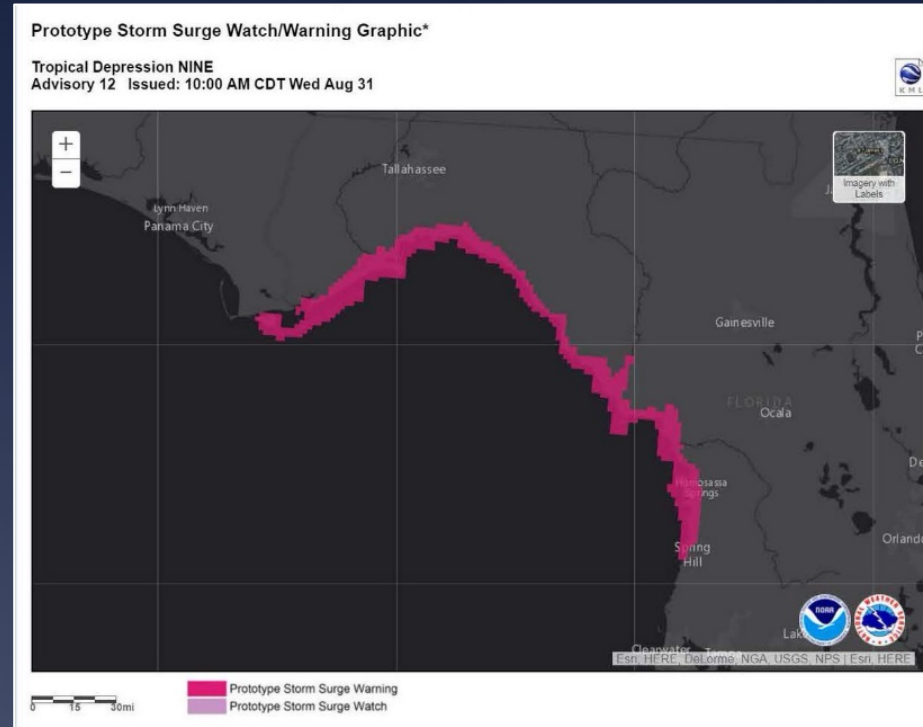 Prototype Storm Surge Watch/Warning Graphic*
Tropical Depression NINE
Advisory 12 Issued: 10:00 AM CDT Wed Aug 31
KML
+
−
Tallahassee
Imagery with
Labels
Lynn Haven
Panama City
Gainesville
FLORIDA
Ocala
Homosassa
Springs
Orlando
Spring
Hill
NOAA
Clearwater
Esri, HERE, DeLorme, NGA, USGS, NPS | Esri, HERE
0 15 30mi
Prototype Storm Surge Warning
Prototype Storm Surge Watch